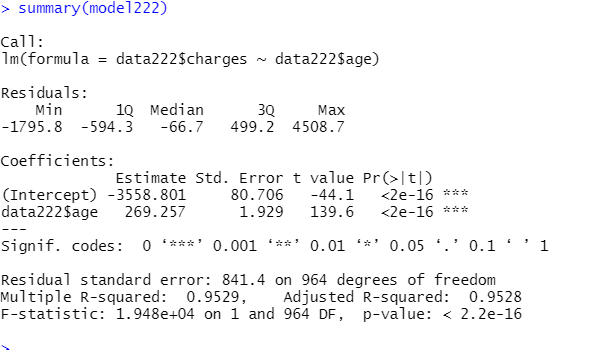 > summary(model222)
Call:
lm(formula = data222$charges ~ data222$age)
Residuals:
    Min      1Q  Median      3Q     Max
-1795.8  -594.3   -66.7   499.2  4508.7
Coefficients:
             Estimate Std. Error t value Pr(>|t|)
(Intercept) -3558.801     80.706   -44.1   <2e-16 ***
data222$age   269.257      1.929   139.6   <2e-16 ***
---
Signif. codes:  0 ‘***’ 0.001 ‘**’ 0.01 ‘*’ 0.05 ‘.’ 0.1 ‘ ’ 1
Residual standard error: 841.4 on 964 degrees of freedom
Multiple R-squared:  0.9529,    Adjusted R-squared:  0.9528
F-statistic: 1.948e+04 on 1 and 964 DF,  p-value: < 2.2e-16
>